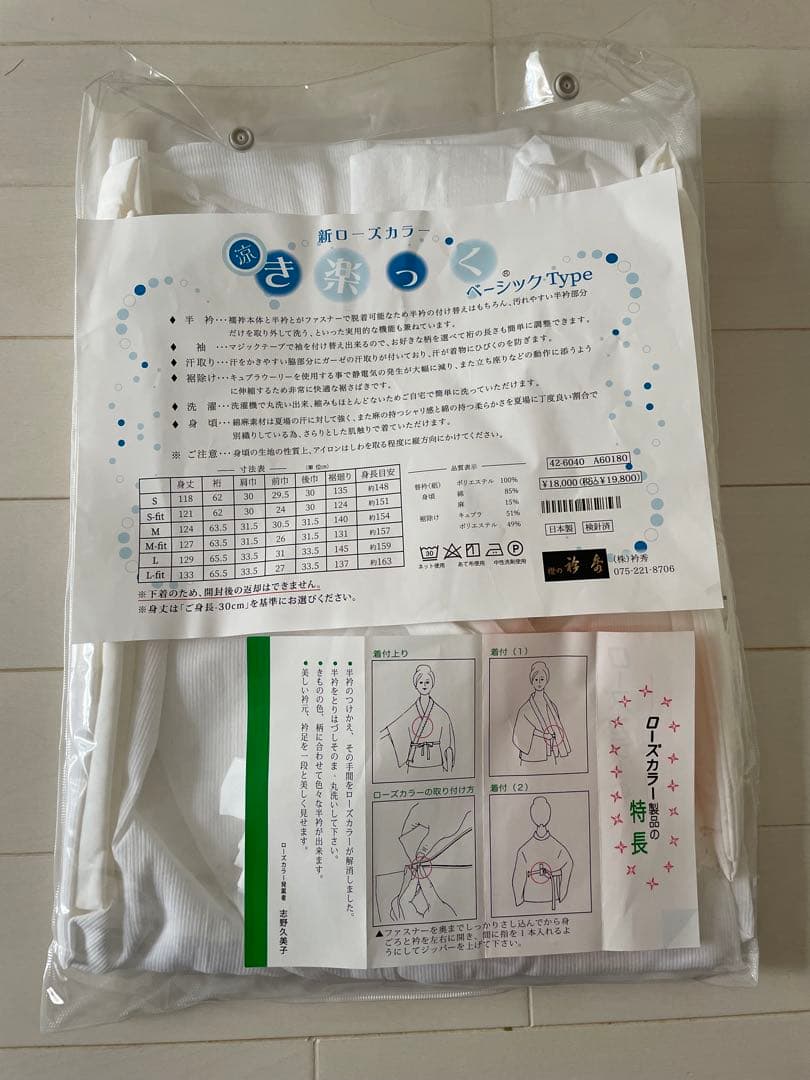 新ローズカラー
涼 き楽っく® ベーシックType
◆ 半 衿・・・襦袢本体と半衿とがファスナーで脱着可能なため半衿の付け替えはもちろん、汚れやすい半衿部分
だけを取り外して洗う、といった実用的な機能も兼ねています。
◆ 袖・・・マジックテープで袖を付け替え出来るので、お好きな柄を選べて裄の長さも簡単に調整できます。
◆ 汗取り・・・汗をかきやすい脇部分にガーゼの汗取りが付いており、汗が着物にひびくのを防ぎます。
◆ 裾除け・・・キュプラウーリーを使用する事で静電気の発生が大幅に減り、また立ち座りなどの動作に添うよう
に伸縮するため非常に快適な裾さばきです。
◆ 洗 濯・・・洗濯機で丸洗い出来、縮みもほとんどないためご自宅で簡単に洗っていただけます。
◆ 身 頃・・・綿麻素材は夏場の汗に対して強く、また麻の持つシャリ感と綿の持つ柔らかさを夏場に丁度良い割合で
別織りしている為、さらりとした肌触りで着ていただけます。
※ ご注意・・・身頃の生地の性質上、アイロンはしわを取る程度に縦方向にかけてください。
寸法表 (単位cm)
身丈 裄 肩巾 前巾 後巾 裾廻り 身長目安
S 118 62 30 29.5 30 135 約148
S-fit 121 62 30 24 30 124 約151
M 124 63.5 31.5 30.5 31.5 140 約154
M-fit 127 63.5 31.5 26 31.5 131 約157
L 129 65.5 33.5 31 33.5 145 約159
L-fit 133 65.5 33.5 27 33.5 137 約163
※下着のため、開封後の返却はできません。
※身丈は「ご身長-30cm」を基準にお選びください。
品質表示
替衿(絽) ポリエステル 100%
身頃 綿 85%
麻 15%
裾除け キュプラ 51%
ポリエステル 49%
30
P
ネット使用 あて布使用 中性洗剤使用
42-6040 A60180
¥18,000(税込¥19,800)
日本製 検針済
衿秀
(株)衿秀
075-221-8706
ローズカラー製品の
特長
着付(1)
着付(2)
着付上り
ローズカラーの取り付け方
▲ファスナーを奥までしっかりさし込んでから身
ごろと衿を左右に開き、間に指を1本入れるよ
うにしてジッパーを上げて下さい。
● 半衿のつけかえ、その手間をローズカラーが解消しました。
● 半衿をとりはづしそのまゝ丸洗いして下さい。
● きものの色、柄に合わせて色々な半衿が出来ます。
● 美しい衿元、衿足を一段と美しく見せます。
ローズカラー発案者 志野久美子